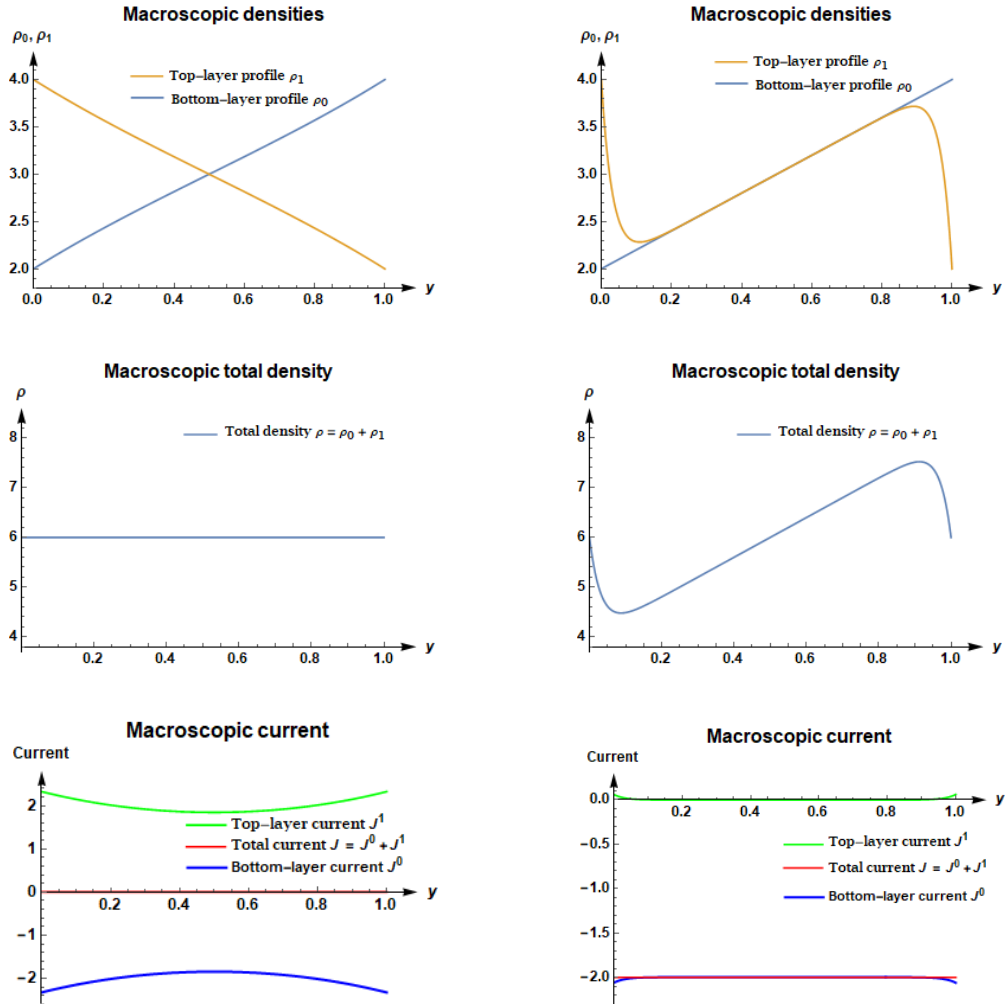 Macroscopic densities
ρ₀, ρ₁
Top–layer profile ρ₁
Bottom–layer profile ρ₀
4.0
3.5
3.0
2.5
2.0
0.0 0.2 0.4 0.6 0.8 1.0 y
Macroscopic densities
ρ₀, ρ₁
Top–layer profile ρ₁
Bottom–layer profile ρ₀
4.0
3.5
3.0
2.5
2.0
0.0 0.2 0.4 0.6 0.8 1.0 y
Macroscopic total density
ρ
Total density ρ = ρ₀ + ρ₁
8
7
6
5
4
0.2 0.4 0.6 0.8 1.0 y
Macroscopic total density
ρ
Total density ρ = ρ₀ + ρ₁
8
7
6
5
4
0.2 0.4 0.6 0.8 1.0 y
Macroscopic current
Current
2
1
0
−1
−2
Top–layer current J¹
Total current J = J⁰ + J¹
Bottom–layer current J⁰
0.2 0.4 0.6 0.8 1.0 y
Macroscopic current
Current
0.0
0.2 0.4 0.6 0.8 1.0 y
−0.5
−1.0
−1.5
−2.0
Top–layer current J¹
Total current J = J⁰ + J¹
Bottom–layer current J⁰